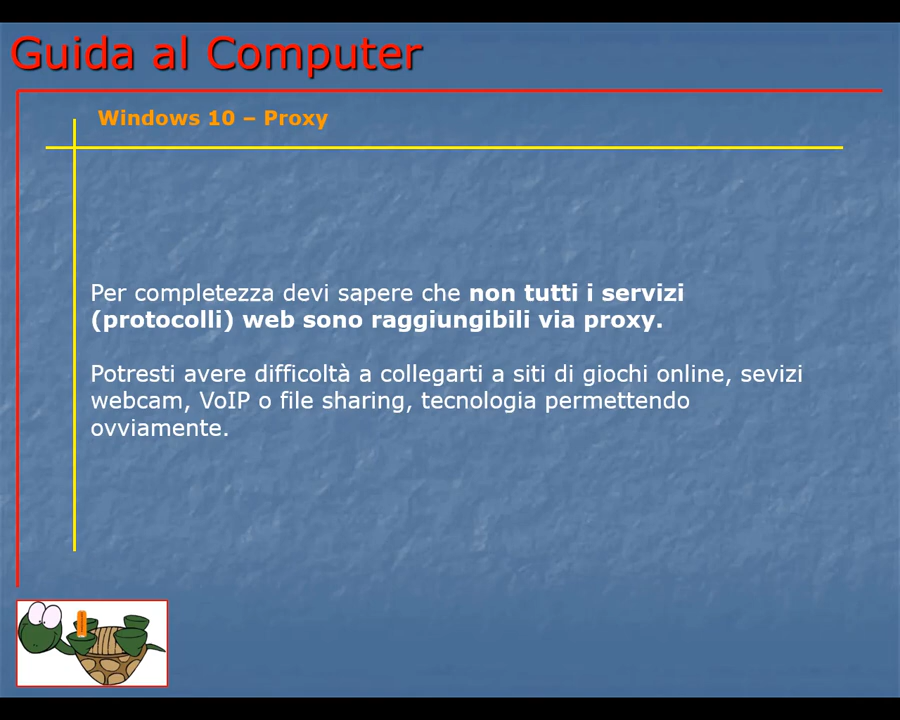 Guida al Computer
Windows 10 – Proxy
Per completezza devi sapere che non tutti i servizi
(protocolli) web sono raggiungibili via proxy.
Potresti avere difficoltà a collegarti a siti di giochi online, sevizi
webcam, VoIP o file sharing, tecnologia permettendo
ovviamente.